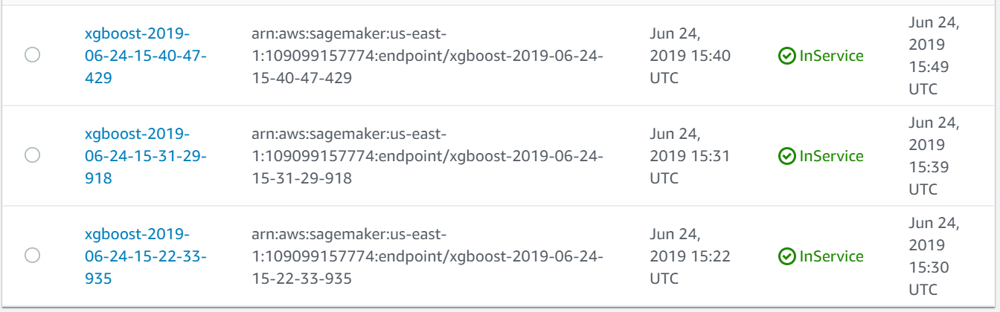 xgboost-2019-
06-24-15-40-47-
429
arn:aws:sagemaker:us-east-
1:109099157774:endpoint/xgboost-2019-06-24-
15-40-47-429
Jun 24,
2019 15:40
UTC
InService
Jun 24,
2019
15:49
UTC
xgboost-2019-
06-24-15-31-29-
918
arn:aws:sagemaker:us-east-
1:109099157774:endpoint/xgboost-2019-06-24-
15-31-29-918
Jun 24,
2019 15:31
UTC
InService
Jun 24,
2019
15:39
UTC
xgboost-2019-
06-24-15-22-33-
935
arn:aws:sagemaker:us-east-
1:109099157774:endpoint/xgboost-2019-06-24-
15-22-33-935
Jun 24,
2019 15:22
UTC
InService
Jun 24,
2019
15:30
UTC